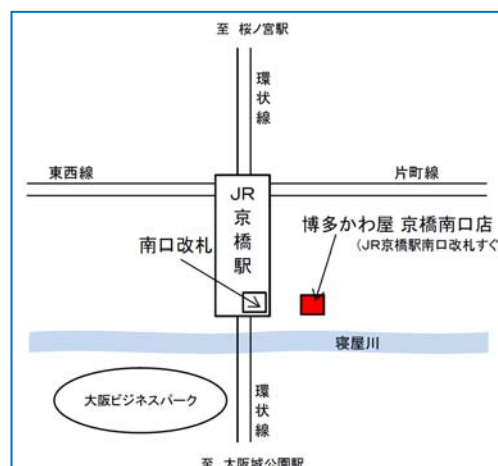 至 桜ノ宮駅
環状線
東西線
片町線
JR京橋駅
博多かわ屋 京橋南口店
(JR京橋駅南口改札すぐ
南口改札
寝屋川
大阪ビジネスパーク
環状線
至 大阪城公園駅